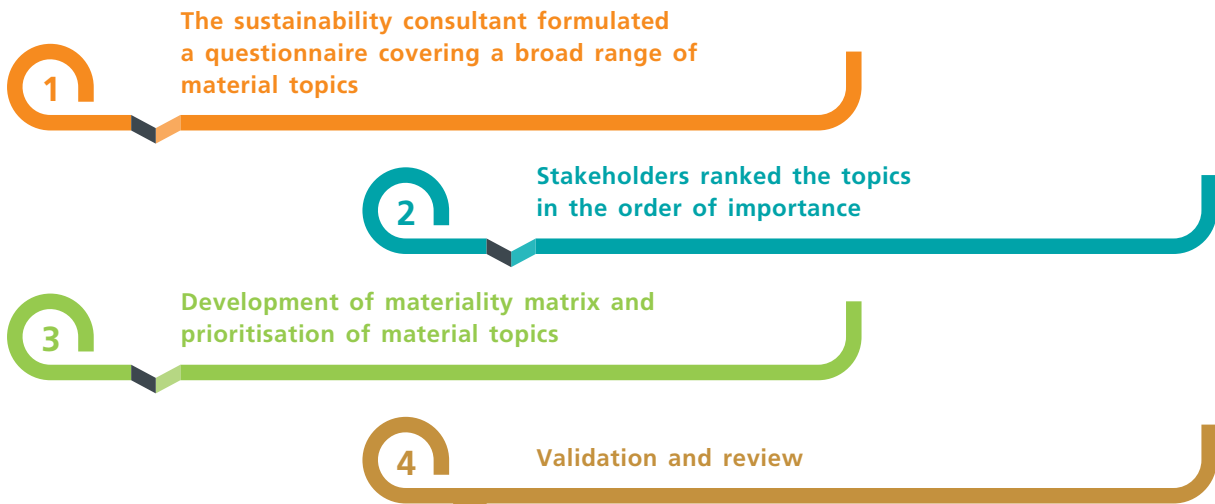 1
The sustainability consultant formulated
a questionnaire covering a broad range of
material topics
2
Stakeholders ranked the topics
in the order of importance
3
Development of materiality matrix and
prioritisation of material topics
4
Validation and review